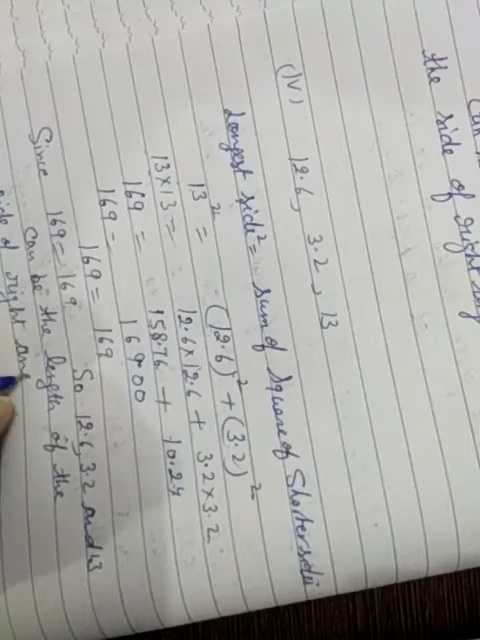 the side of right ang
(IV) 12.6, 3.2, 13
Longest side² = sum of square of Shorter side
13² = (12.6)² + (3.2)²
13×13 = 12.6×12.6 + 3.2×3.2
169 = 158.76 + 10.24
169 = 169.00
169 = 169
Since 169 = 169. So 12.6, 3.2 and 13
can be the length of the
side of right ang